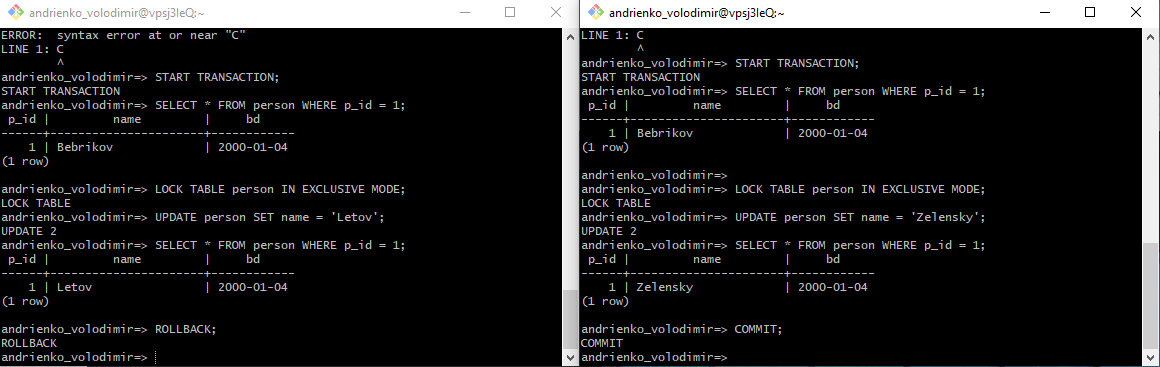 andrienko_volodimir@vpsj3leQ:~
ERROR:  syntax error at or near "C"
LINE 1: C
        ^
andrienko_volodimir=> START TRANSACTION;
START TRANSACTION
andrienko_volodimir=> SELECT * FROM person WHERE p_id = 1;
 p_id |         name         |     bd
------+----------------------+------------
    1 | Bebrikov             | 2000-01-04
(1 row)
andrienko_volodimir=> LOCK TABLE person IN EXCLUSIVE MODE;
LOCK TABLE
andrienko_volodimir=> UPDATE person SET name = 'Letov';
UPDATE 2
andrienko_volodimir=> SELECT * FROM person WHERE p_id = 1;
 p_id |         name         |     bd
------+----------------------+------------
    1 | Letov                | 2000-01-04
(1 row)
andrienko_volodimir=> ROLLBACK;
ROLLBACK
andrienko_volodimir=>
andrienko_volodimir@vpsj3leQ:~
LINE 1: C
        ^
andrienko_volodimir=> START TRANSACTION;
START TRANSACTION
andrienko_volodimir=> SELECT * FROM person WHERE p_id = 1;
 p_id |         name         |     bd
------+----------------------+------------
    1 | Bebrikov             | 2000-01-04
(1 row)
andrienko_volodimir=>
andrienko_volodimir=> LOCK TABLE person IN EXCLUSIVE MODE;
LOCK TABLE
andrienko_volodimir=> UPDATE person SET name = 'Zelensky';
UPDATE 2
andrienko_volodimir=> SELECT * FROM person WHERE p_id = 1;
 p_id |         name         |     bd
------+----------------------+------------
    1 | Zelensky             | 2000-01-04
(1 row)
andrienko_volodimir=> COMMIT;
COMMIT
andrienko_volodimir=>